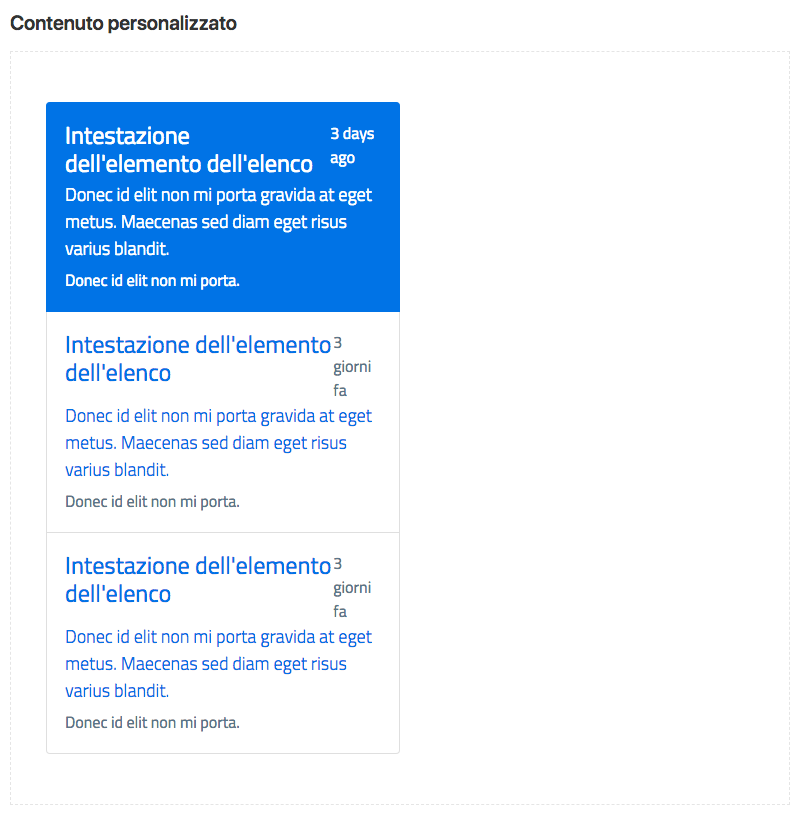 Contenuto personalizzato
Intestazione
dell'elemento dell'elenco
3 days
ago
Donec id elit non mi porta gravida at eget
metus. Maecenas sed diam eget risus
varius blandit.
Donec id elit non mi porta.
Intestazione dell'elemento
dell'elenco
3
giorni
fa
Donec id elit non mi porta gravida at eget
metus. Maecenas sed diam eget risus
varius blandit.
Donec id elit non mi porta.
Intestazione dell'elemento
dell'elenco
3
giorni
fa
Donec id elit non mi porta gravida at eget
metus. Maecenas sed diam eget risus
varius blandit.
Donec id elit non mi porta.